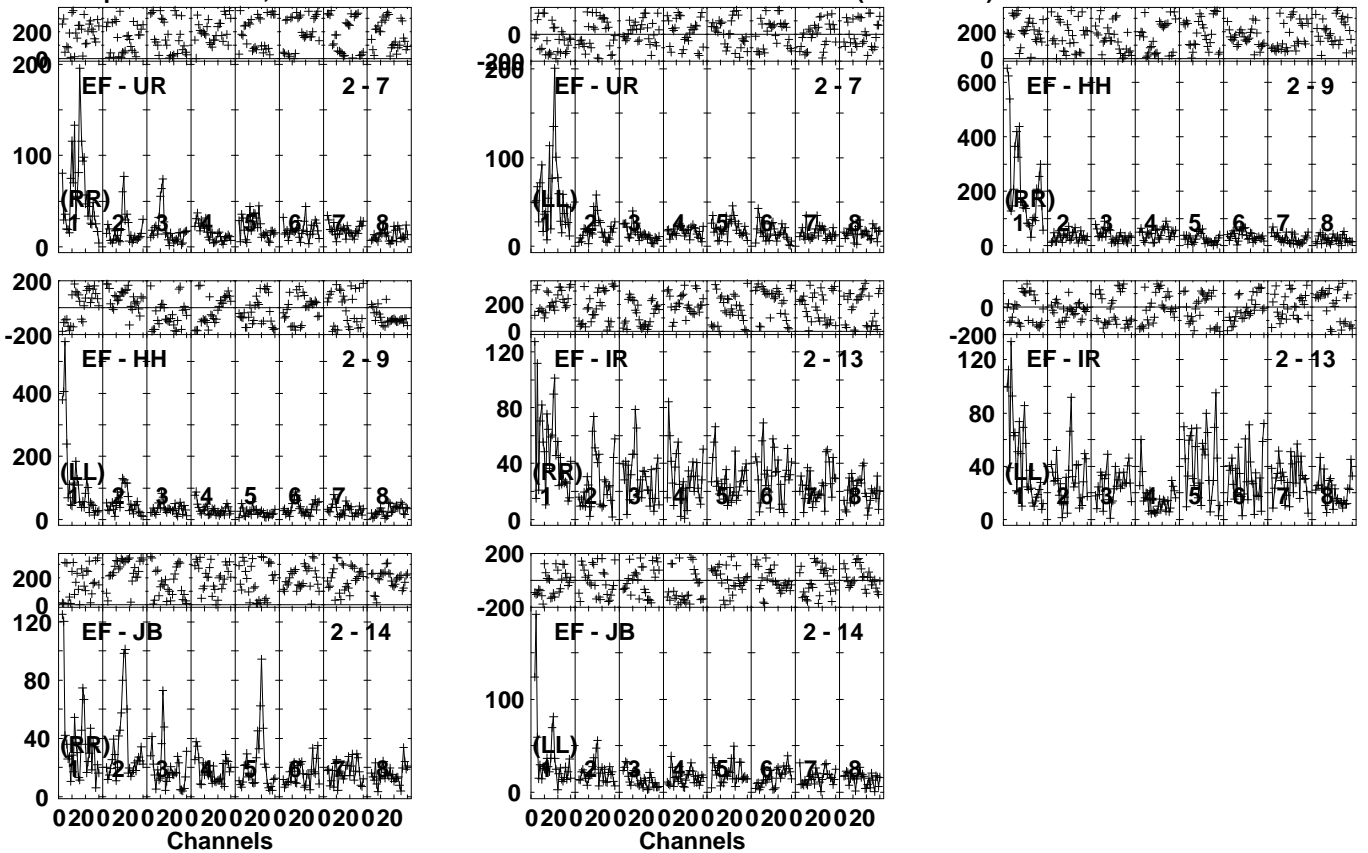 200 0 200
0 -200 0
200 EF - UR 2 - 7 200 EF - UR 2 - 7 600 EF - HH 2 - 9
400
100 100
200
(RR) (LL) (RR)
1 2 3 4 5 6 7 8 1 2 3 4 5 6 7 8 1 2 3 4 5 6 7 8
0 0 0
200 200 0
-200 0 -200
EF - HH 2 - 9 120 EF - IR 2 - 13 120 EF - IR 2 - 13
400 80 80
200 40 40
(LL) (RR) (LL)
1 2 3 4 5 6 7 8 1 2 3 4 5 6 7 8 1 2 3 4 5 6 7 8
0 0 0
200 200
0 -200
120 EF - JB 2 - 14 EF - JB 2 - 14
80 100
40
(RR) (LL)
1 2 3 4 5 6 7 8 1 2 3 4 5 6 7 8
0 0
0 20 0 20 0 20 0 20 0 20 0 20 0 20 0 20 0 20 0 20 0 20 0 20 0 20 0 20 0 20 0 20
Channels Channels